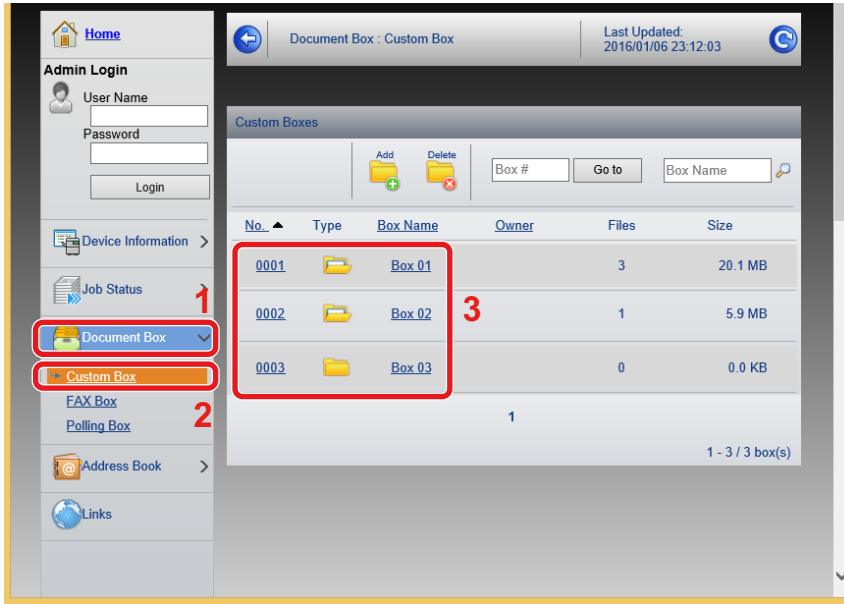 Home
Admin Login
User Name
Password
Login
Device Information
Job Status
1
Document Box
Custom Box
FAX Box
2
Polling Box
Address Book
Links
Document Box : Custom Box
Last Updated:
2016/01/06 23:12:03
Custom Boxes
Add Delete
Box # Go to Box Name
No. Type Box Name Owner Files Size
0001 Box 01 3 20.1 MB
3
0002 Box 02 1 5.9 MB
0003 Box 03 0 0.0 KB
1
1 - 3 / 3 box(s)